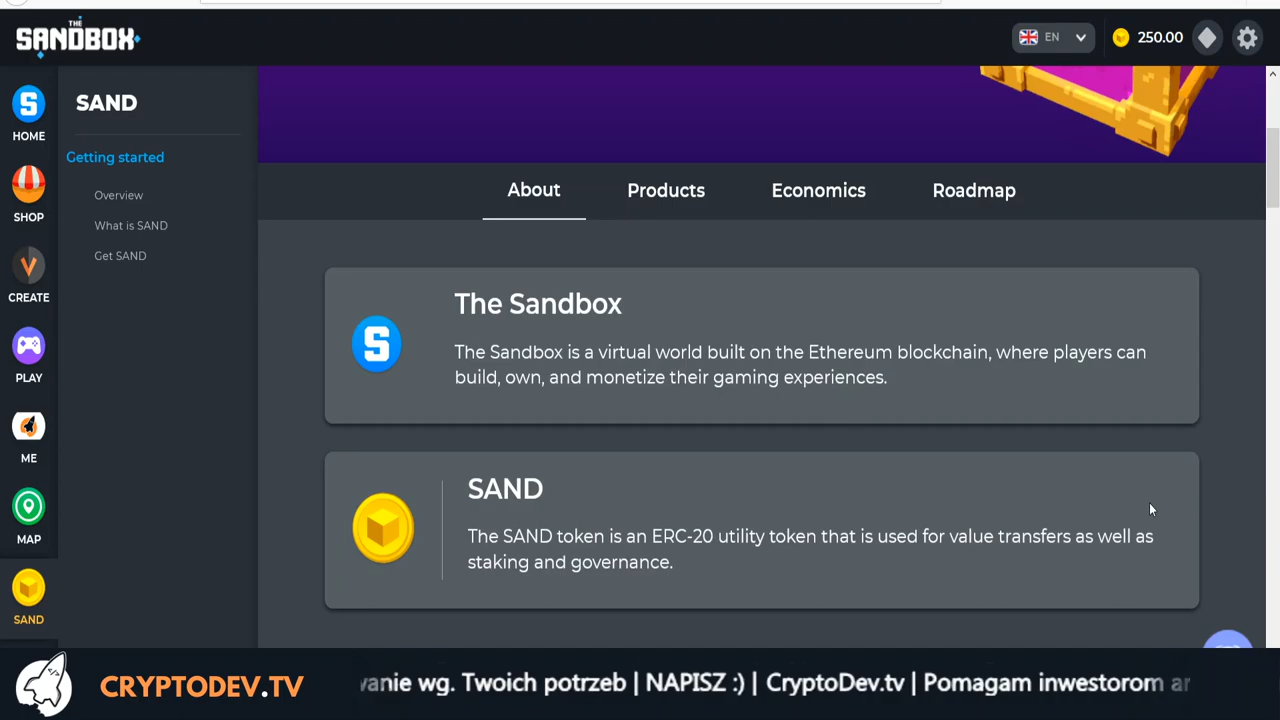 THE
SANDBOX
EN
250.00
HOME
SHOP
CREATE
PLAY
ME
MAP
SAND
SAND
Getting started
Overview
What is SAND
Get SAND
About Products Economics Roadmap
The Sandbox
The Sandbox is a virtual world built on the Ethereum blockchain, where players can
build, own, and monetize their gaming experiences.
SAND
The SAND token is an ERC-20 utility token that is used for value transfers as well as
staking and governance.
CRYPTODEV.TV
wanie wg. Twoich potrzeb | NAPISZ :) | CryptoDev.tv | Pomagam inwestorom